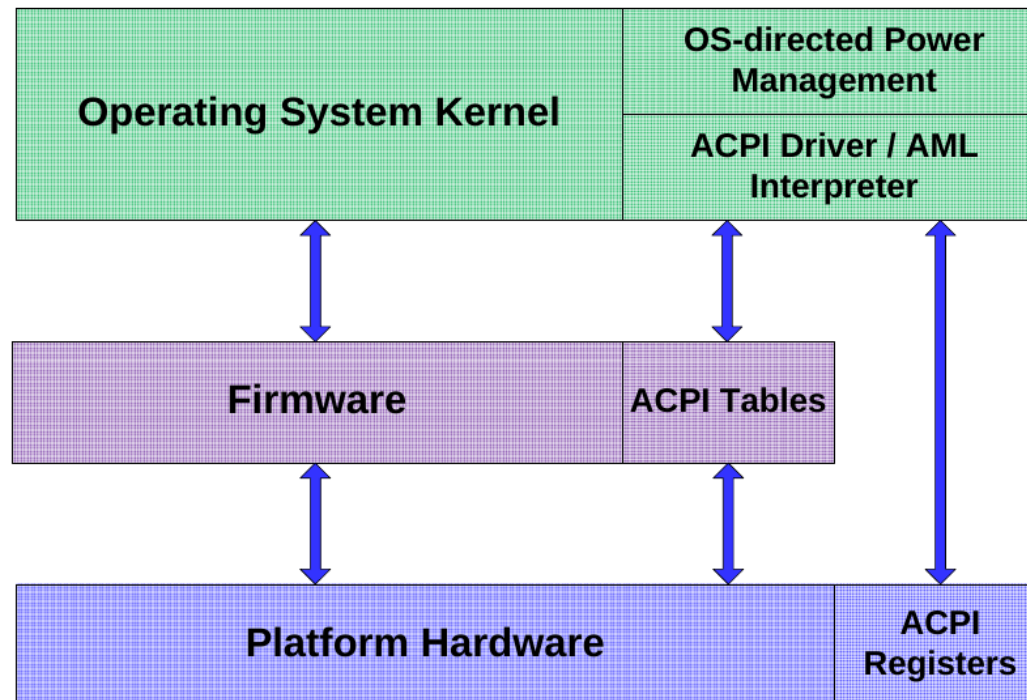 Operating System Kernel
OS-directed Power
Management
ACPI Driver / AML
Interpreter
Firmware
ACPI Tables
Platform Hardware
ACPI
Registers